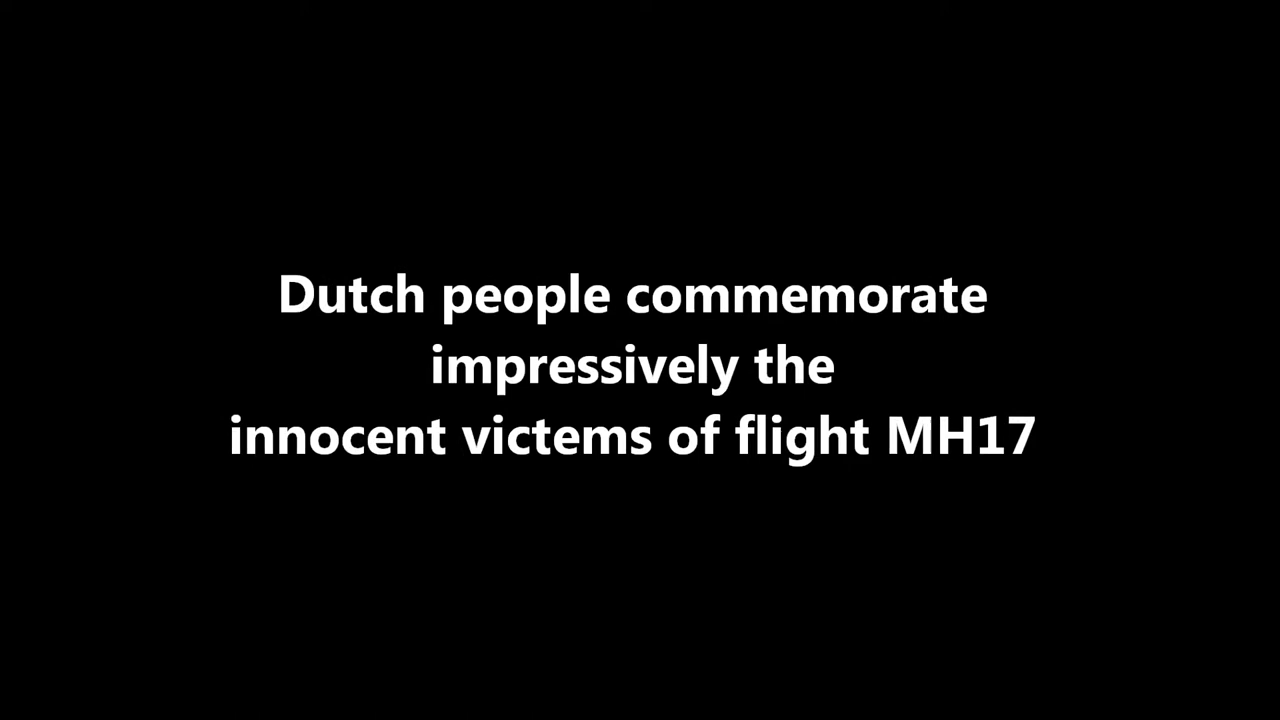 Dutch people commemorate
impressively the
innocent victems of flight MH17